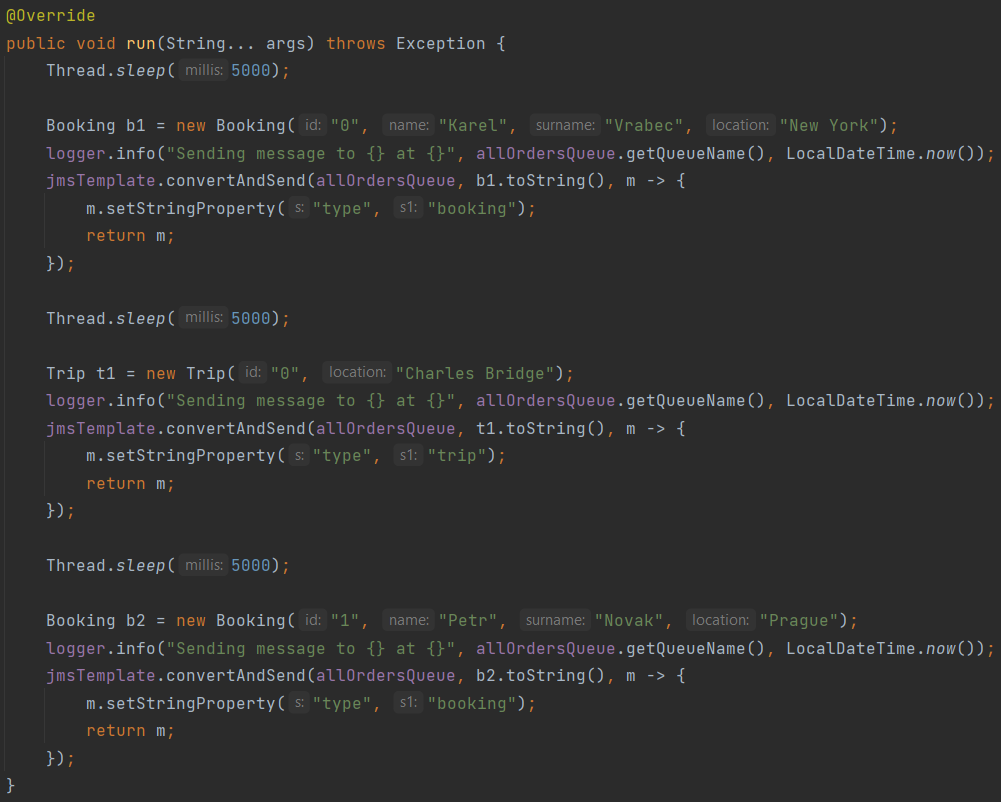 @Override
public void run(String... args) throws Exception {
    Thread.sleep( millis: 5000);

    Booking b1 = new Booking( id: "0", name: "Karel", surname: "Vrabec", location: "New York");
    logger.info("Sending message to {} at {}", allOrdersQueue.getQueueName(), LocalDateTime.now());
    jmsTemplate.convertAndSend(allOrdersQueue, b1.toString(), m -> {
        m.setStringProperty( s: "type", s1: "booking");
        return m;
    });

    Thread.sleep( millis: 5000);

    Trip t1 = new Trip( id: "0", location: "Charles Bridge");
    logger.info("Sending message to {} at {}", allOrdersQueue.getQueueName(), LocalDateTime.now());
    jmsTemplate.convertAndSend(allOrdersQueue, t1.toString(), m -> {
        m.setStringProperty( s: "type", s1: "trip");
        return m;
    });

    Thread.sleep( millis: 5000);

    Booking b2 = new Booking( id: "1", name: "Petr", surname: "Novak", location: "Prague");
    logger.info("Sending message to {} at {}", allOrdersQueue.getQueueName(), LocalDateTime.now());
    jmsTemplate.convertAndSend(allOrdersQueue, b2.toString(), m -> {
        m.setStringProperty( s: "type", s1: "booking");
        return m;
    });
}